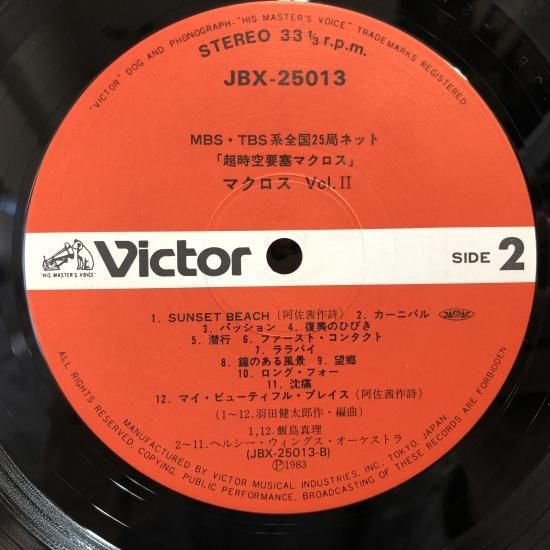 "VICTOR" DOG AND PHONOGRAPH-"HIS MASTER'S VOICE" TRADEMARKS REGISTERED.
STEREO 33 1/3 r.p.m.
JBX-25013
MBS・TBS系全国25局ネット
「超時空要塞マクロス」
マクロス Vol.II
"HIS MASTER'S VOICE"
Victor
SIDE 2
1. SUNSET BEACH (阿佐茜作詩) 2. カーニバル
JASRAC
3. パッション 4. 復興のひびき
5. 潜行 6. ファースト・コンタクト
7. ララバイ
8. 鐘のある風景 9. 望郷
10. ロング・フォー
11. 沈痛
12. マイ・ビューティフル・プレイス (阿佐茜作詩)
(1~12. 羽田健太郎作・編曲)
1,12. 飯島真理
2~11. ヘルシー・ウィングス・オーケストラ
(JBX-25013-B)
Ⓟ1983
MANUFACTURED BY VICTOR MUSICAL INDUSTRIES, INC., TOKYO, JAPAN
ALL RIGHTS RESERVED. COPYING, PUBLIC PERFORMANCE, BROADCASTING OF THESE RECORDS ARE FORBIDDEN